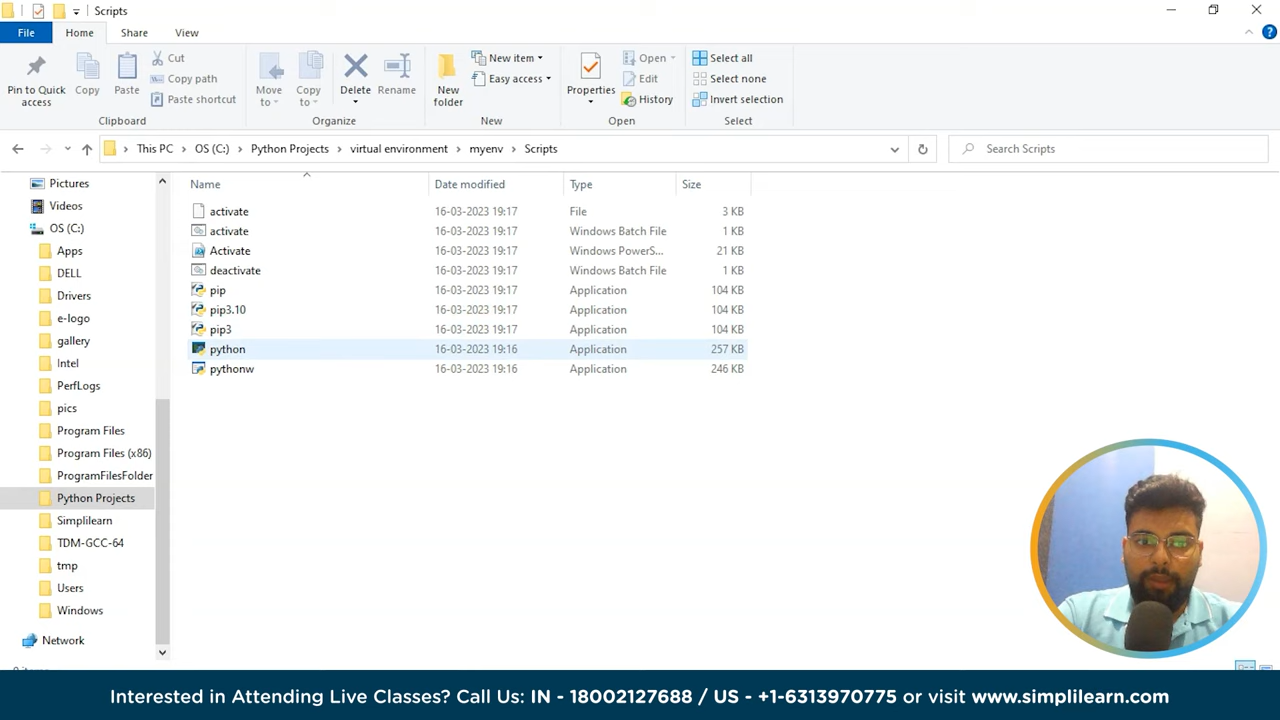 Scripts
File Home Share View
Pin to Quick access
Copy
Paste
Cut
Copy path
Paste shortcut
Clipboard
Move to
Copy to
Delete
Rename
Organize
New folder
New item
Easy access
New
Properties
Open
Edit
History
Open
Select all
Select none
Invert selection
Select
This PC > OS (C:) > Python Projects > virtual environment > myenv > Scripts
Search Scripts
Pictures
Videos
OS (C:)
Apps
DELL
Drivers
e-logo
gallery
Intel
PerfLogs
pics
Program Files
Program Files (x86)
ProgramFilesFolder
Python Projects
Simplilearn
TDM-GCC-64
tmp
Users
Windows
Network
Name Date modified Type Size
activate 16-03-2023 19:17 File 3 KB
activate 16-03-2023 19:17 Windows Batch File 1 KB
Activate 16-03-2023 19:17 Windows PowerS... 21 KB
deactivate 16-03-2023 19:17 Windows Batch File 1 KB
pip 16-03-2023 19:17 Application 104 KB
pip3.10 16-03-2023 19:17 Application 104 KB
pip3 16-03-2023 19:17 Application 104 KB
python 16-03-2023 19:16 Application 257 KB
pythonw 16-03-2023 19:16 Application 246 KB
Interested in Attending Live Classes? Call Us: IN - 18002127688 / US - +1-6313970775 or visit www.simplilearn.com